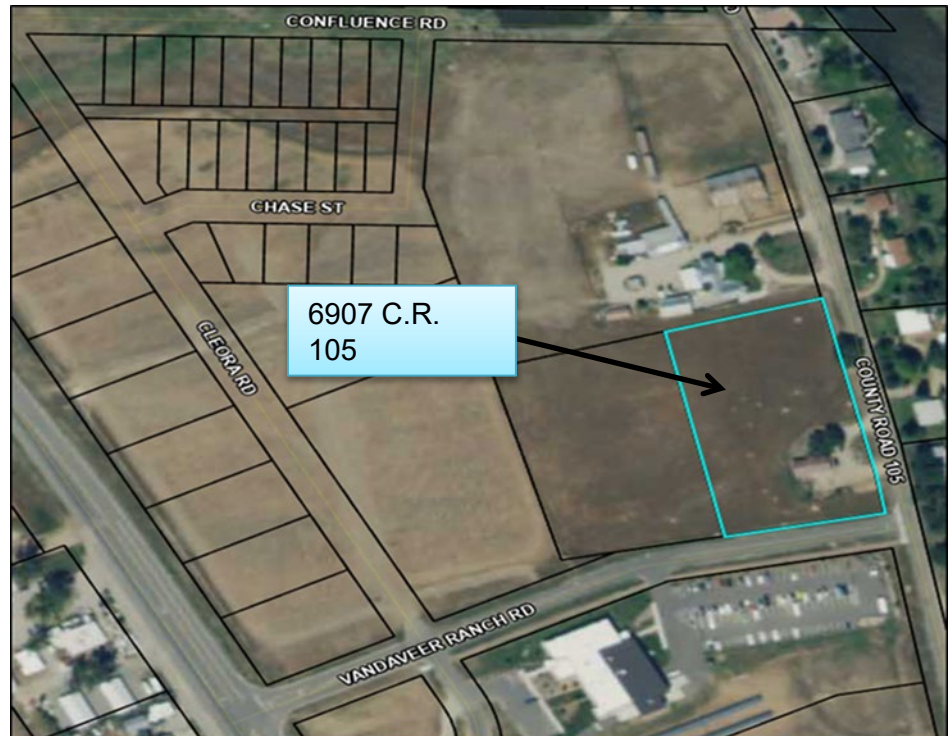 CONFLUENCE RD
CHASE ST
6907 C.R.
105
CLEORA RD
COUNTY ROAD 105
VANDAVEER RANCH RD